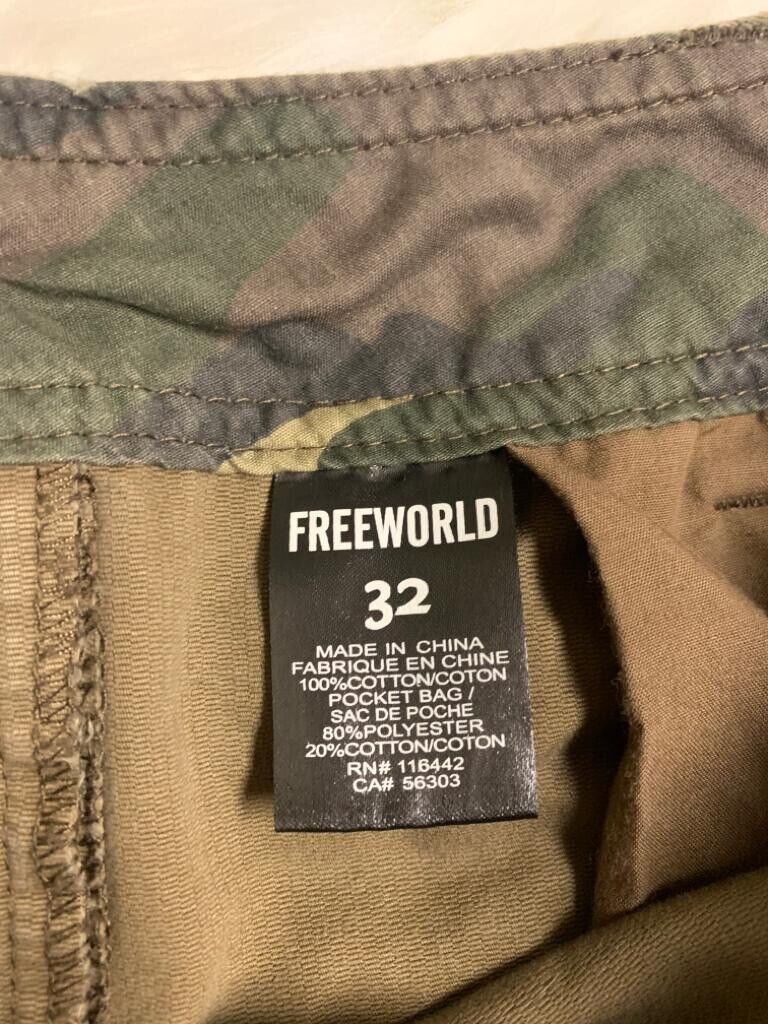 FREEWORLD
32
MADE IN CHINA
FABRIQUE EN CHINE
100%COTTON/COTON
POCKET BAG /
SAC DE POCHE
80%POLYESTER
20%COTTON/COTON
RN# 116442
CA# 56303